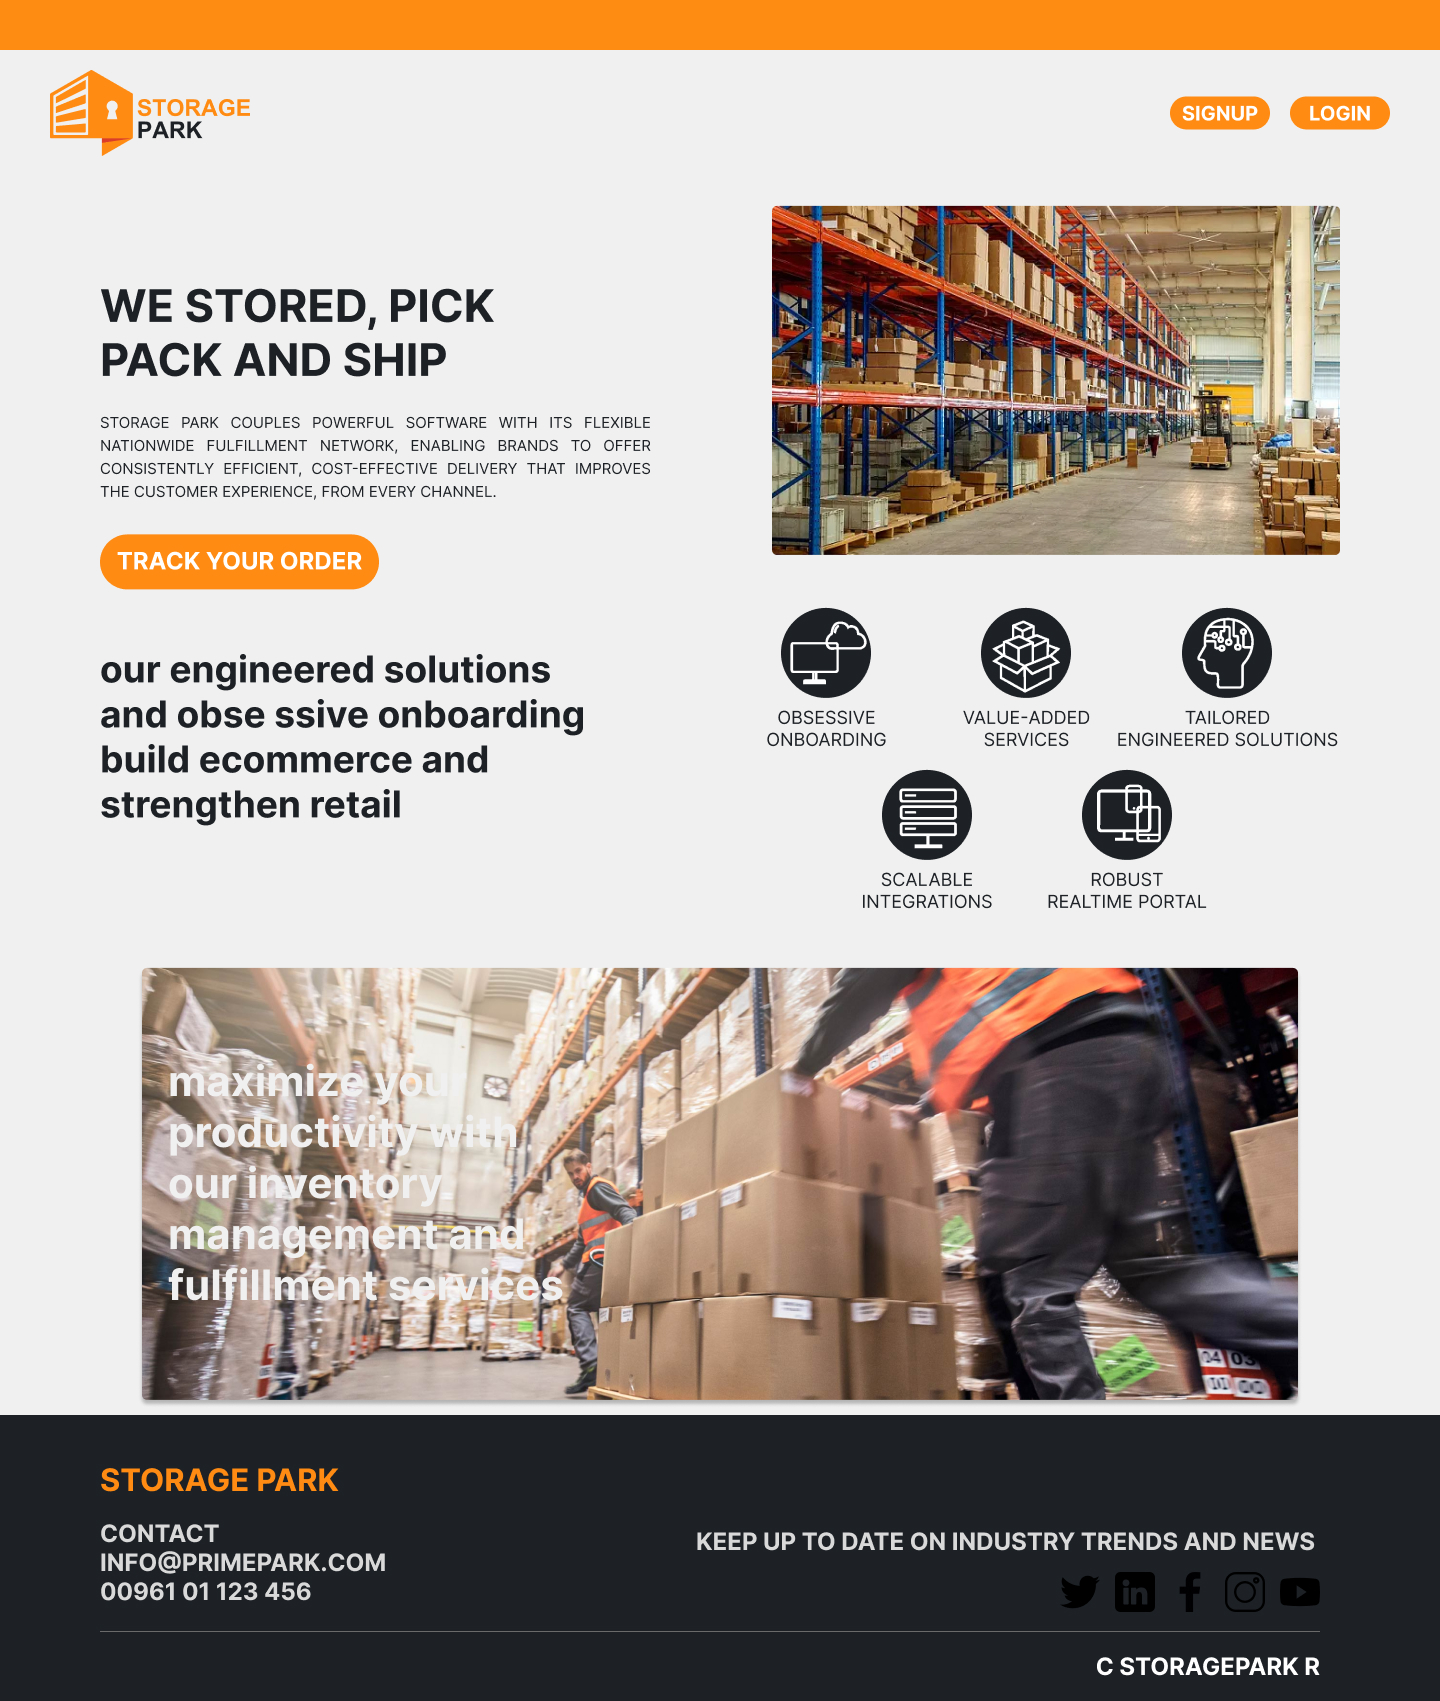 STORAGE
PARK
SIGNUP
LOGIN
WE STORED, PICK
PACK AND SHIP
STORAGE PARK COUPLES POWERFUL SOFTWARE WITH ITS FLEXIBLE
NATIONWIDE FULFILLMENT NETWORK, ENABLING BRANDS TO OFFER
CONSISTENTLY EFFICIENT, COST-EFFECTIVE DELIVERY THAT IMPROVES
THE CUSTOMER EXPERIENCE, FROM EVERY CHANNEL.
TRACK YOUR ORDER
our engineered solutions
and obse ssive onboarding
build ecommerce and
strengthen retail
OBSESSIVE
ONBOARDING
VALUE-ADDED
SERVICES
TAILORED
ENGINEERED SOLUTIONS
SCALABLE
INTEGRATIONS
ROBUST
REALTIME PORTAL
maximize your
productivity with
our inventory
management and
fulfillment services
04 03
STORAGE PARK
CONTACT
INFO@PRIMEPARK.COM
00961 01 123 456
KEEP UP TO DATE ON INDUSTRY TRENDS AND NEWS
C STORAGEPARK R